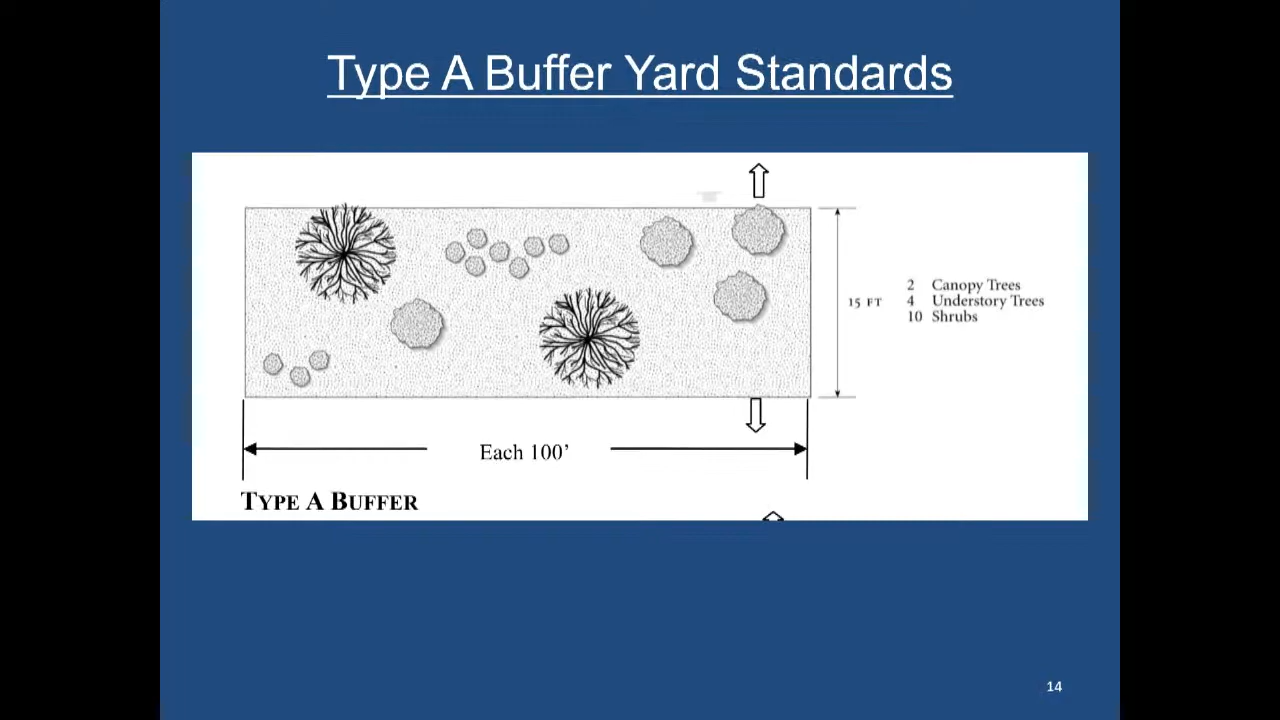 Type A Buffer Yard Standards
15 FT
2 Canopy Trees
4 Understory Trees
10 Shrubs
Each 100’
TYPE A BUFFER
14